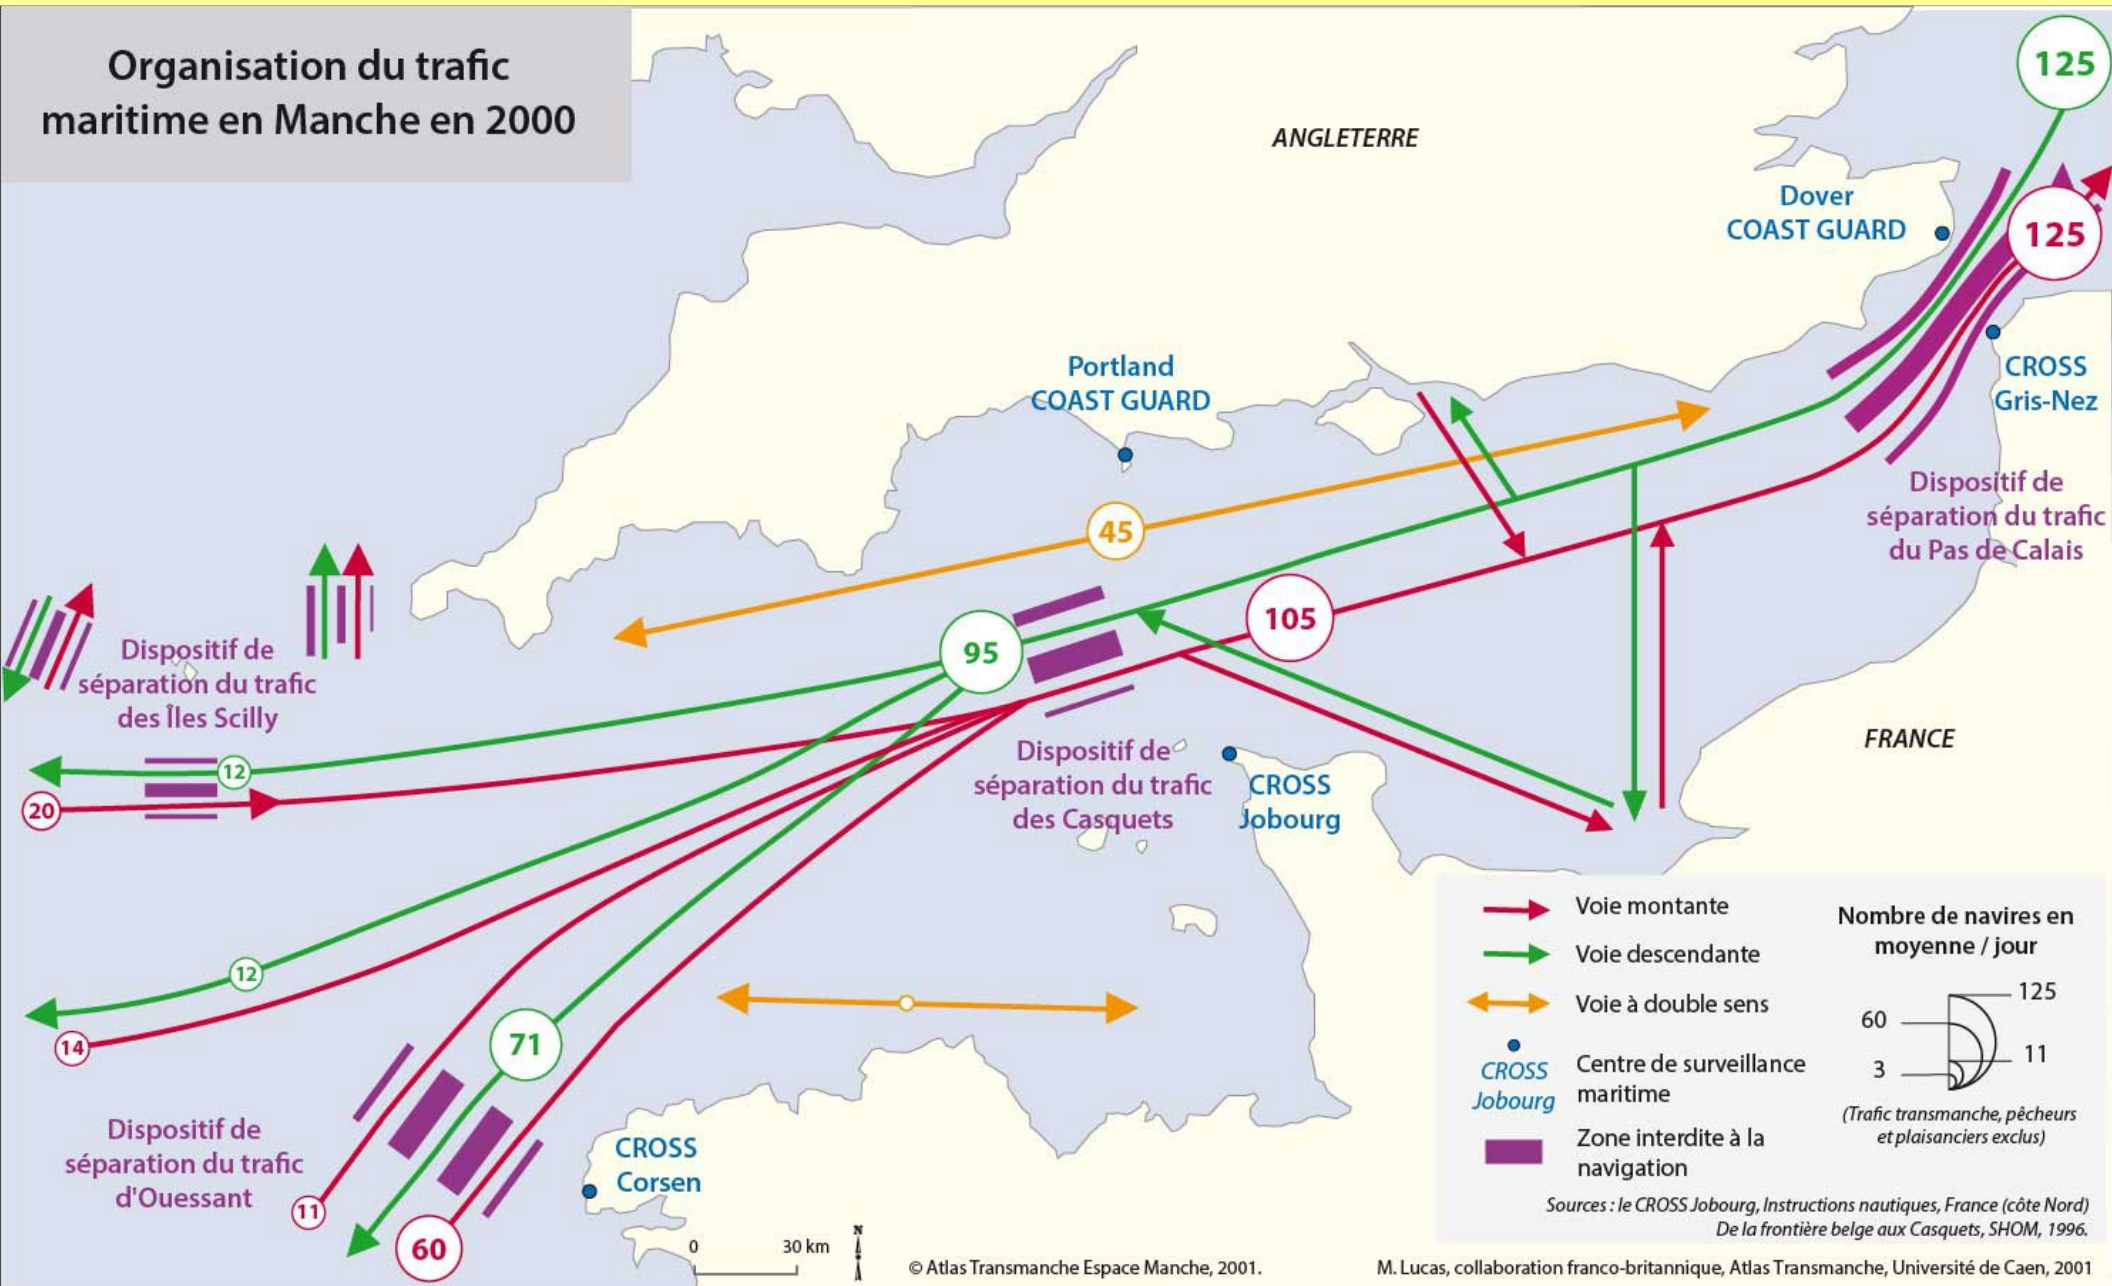 Organisation du trafic
maritime en Manche en 2000
125
ANGLETERRE
Dover
COAST GUARD
125
Portland
COAST GUARD
CROSS
Gris-Nez
Dispositif de
séparation du trafic
du Pas de Calais
45
105
95
Dispositif de
séparation du trafic
des Îles Scilly
12
20
FRANCE
Dispositif de
séparation du trafic
des Casquets
CROSS
Jobourg
12
14
71
Dispositif de
séparation du trafic
d'Ouessant
11
60
CROSS
Corsen
Voie montante
Voie descendante
Voie à double sens
CROSS
Jobourg
Centre de surveillance
maritime
Zone interdite à la
navigation
Nombre de navires en
moyenne / jour
125
60
11
3
(Trafic transmanche, pêcheurs
et plaisanciers exclus)
Sources : le CROSS Jobourg, Instructions nautiques, France (côte Nord)
De la frontière belge aux Casquets, SHOM, 1996.
0 30 km
N
© Atlas Transmanche Espace Manche, 2001.
M. Lucas, collaboration franco-britannique, Atlas Transmanche, Université de Caen, 2001